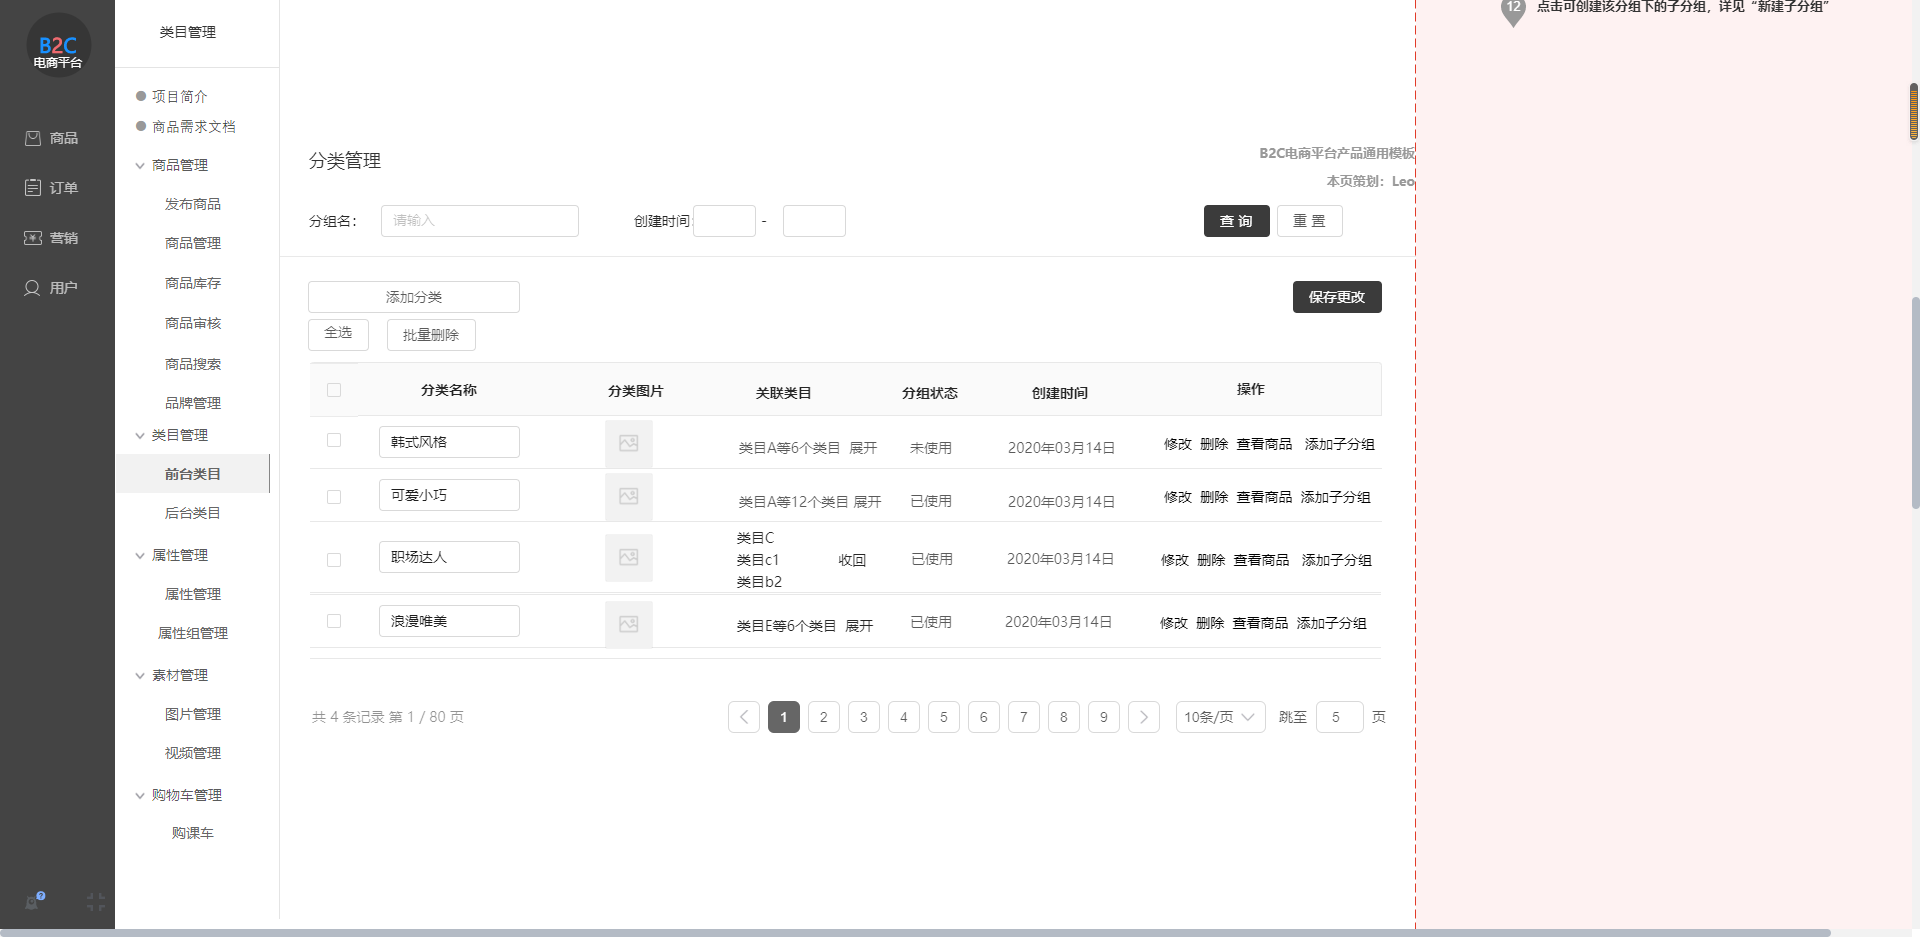 B2C
电商平台
商品
订单
营销
用户
类目管理
项目简介
商品需求文档
商品管理
发布商品
商品管理
商品库存
商品审核
商品搜索
品牌管理
类目管理
前台类目
后台类目
属性管理
属性管理
属性组管理
素材管理
图片管理
视频管理
购物车管理
购课车
12 点击可创建该分组下的子分组，详见“新建子分组”
分类管理
B2C电商平台产品通用模板
本页策划：Leo
分组名： 请输入 创建时间: - 查 询 重 置
添加分类 保存更改
全选 批量删除
分类名称 分类图片 关联类目 分组状态 创建时间 操作
韩式风格 类目A等6个类目 展开 未使用 2020年03月14日 修改 删除 查看商品 添加子分组
可爱小巧 类目A等12个类目 展开 已使用 2020年03月14日 修改 删除 查看商品 添加子分组
类目C
职场达人 类目c1 收回 已使用 2020年03月14日 修改 删除 查看商品 添加子分组
类目b2
浪漫唯美 类目E等6个类目 展开 已使用 2020年03月14日 修改 删除 查看商品 添加子分组
共 4 条记录 第 1 / 80 页 1 2 3 4 5 6 7 8 9 10条/页 跳至 5 页